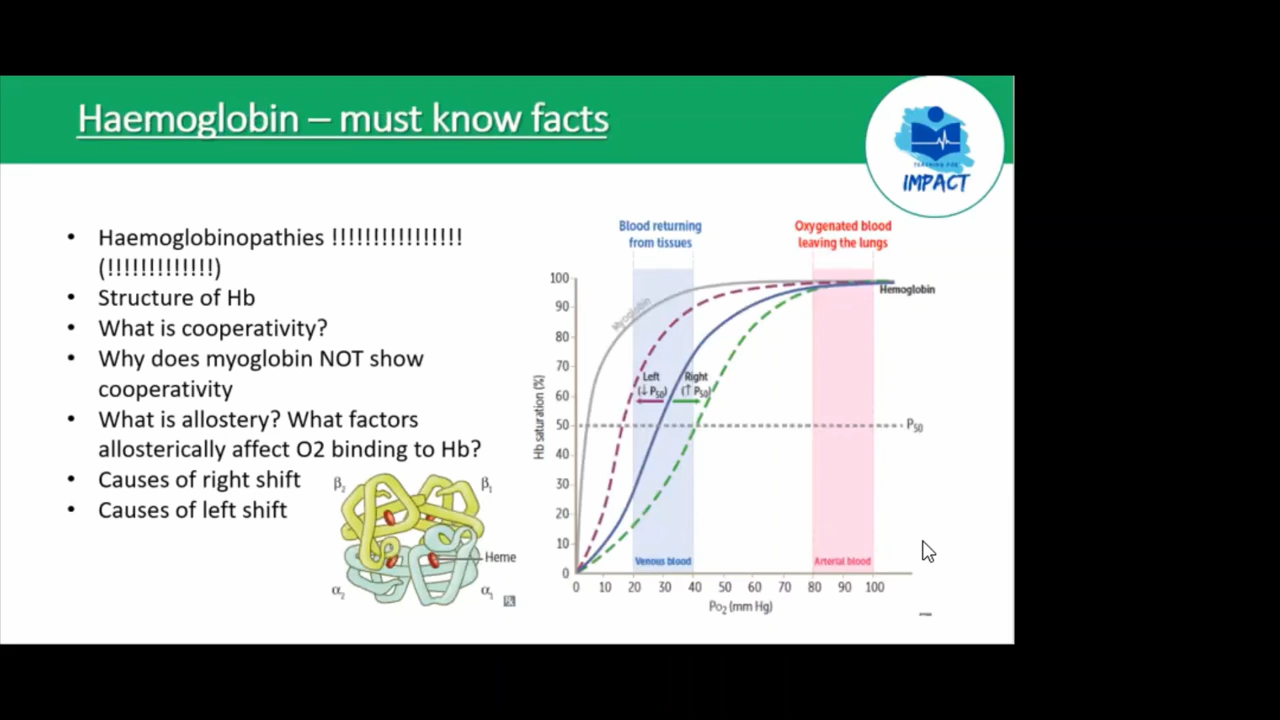 Haemoglobin – must know facts
TEACHING FOR
IMPACT
• Haemoglobinopathies !!!!!!!!!!!!!!!!
(!!!!!!!!!!!!!)
• Structure of Hb
• What is cooperativity?
• Why does myoglobin NOT show
cooperativity
• What is allostery? What factors
allosterically affect O2 binding to Hb?
• Causes of right shift
• Causes of left shift
β₂
β₁
Heme
α₂
α₁
Blood returning
from tissues
Oxygenated blood
leaving the lungs
Hb saturation (%)
100
90
80
70
60
50
40
30
20
10
0
Myoglobin
Hemoglobin
Left
(↓ P₅₀)
Right
(↑ P₅₀)
P₅₀
Venous blood
Arterial blood
0 10 20 30 40 50 60 70 80 90 100
Po₂ (mm Hg)